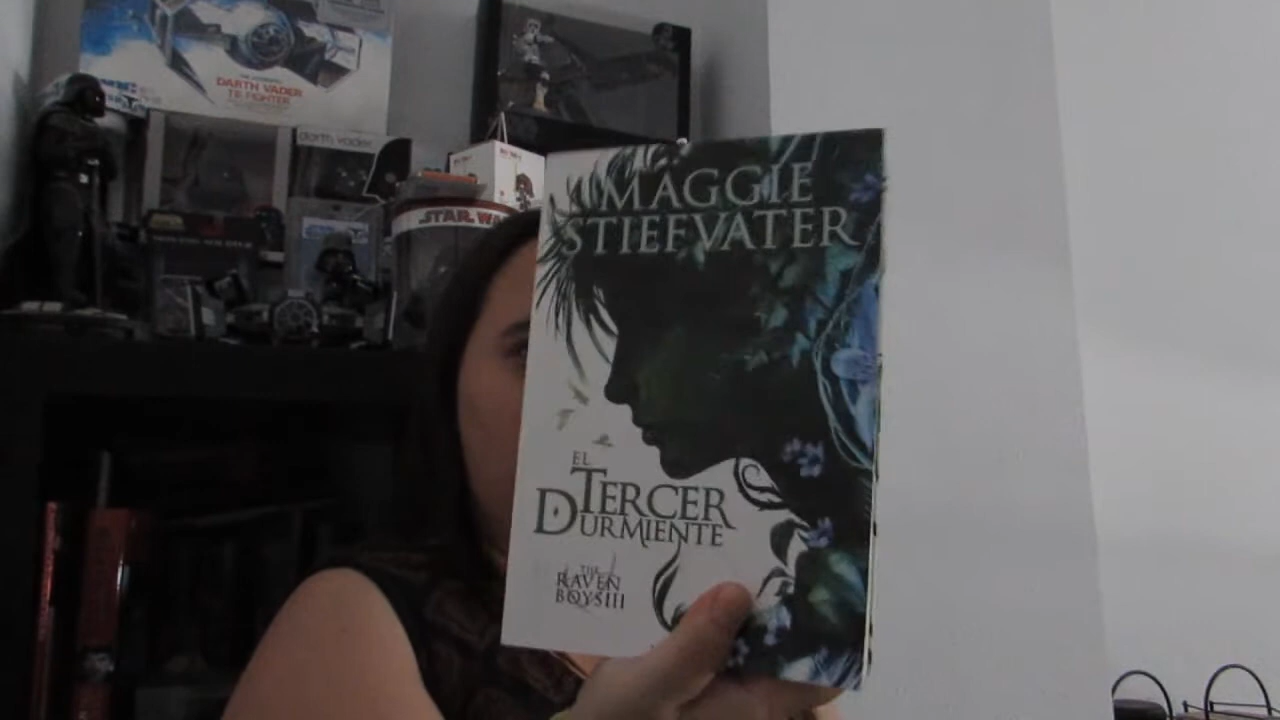 DARTH VADER
TIE FIGHTER
darth vader
STAR WA
MAGGIE
STIEFVATER
EL
TERCER
DURMIENTE
THE
RAVEN
BOYS III